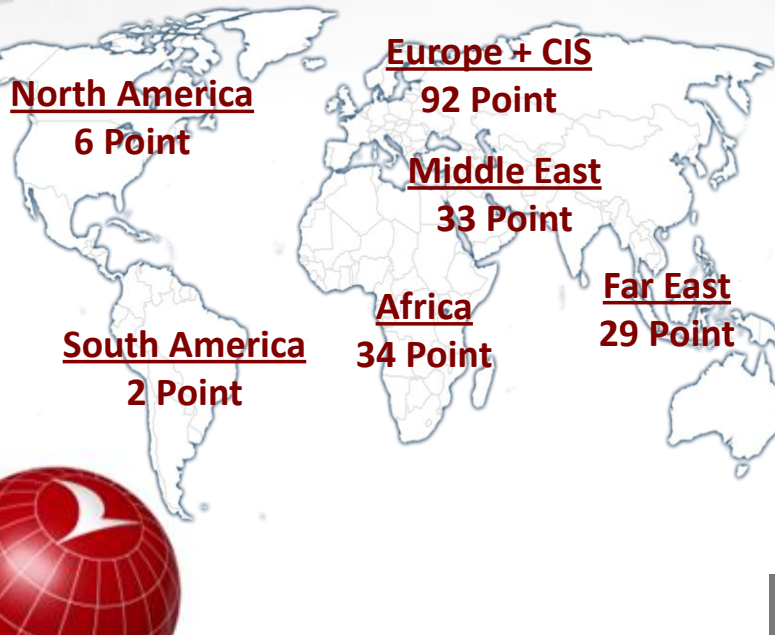 Europe + CIS
92 Point
North America
6 Point
Middle East
33 Point
Far East
29 Point
Africa
34 Point
South America
2 Point